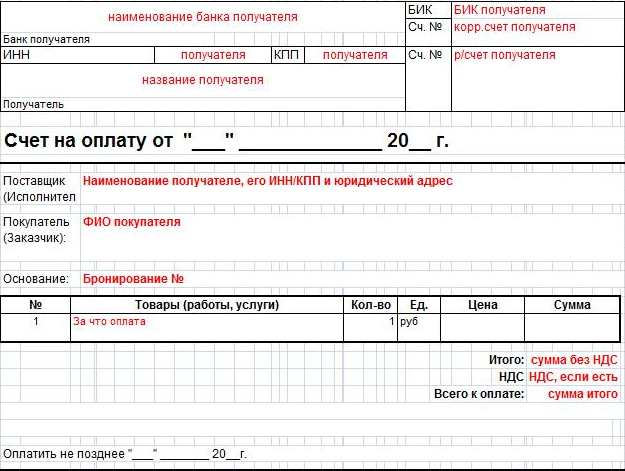 наименование банка получателя БИК БИК получателя
Сч. № корр.счет получателя
Банк получателя
ИНН получателя КПП получателя Сч. № р/счет получателя
название получателя
Получатель
Счет на оплату от "___" _____________ 20__ г.
Поставщик Наименование получателе, его ИНН/КПП и юридический адрес
(Исполнител
Покупатель ФИО покупателя
(Заказчик):
Основание: Бронирование №
№ Товары (работы, услуги) Кол-во Ед. Цена Сумма
1 За что оплата 1 руб
Итого: сумма без НДС
НДС НДС, если есть
Всего к оплате: сумма итого
Оплатить не позднее "___" _______ 20__г.